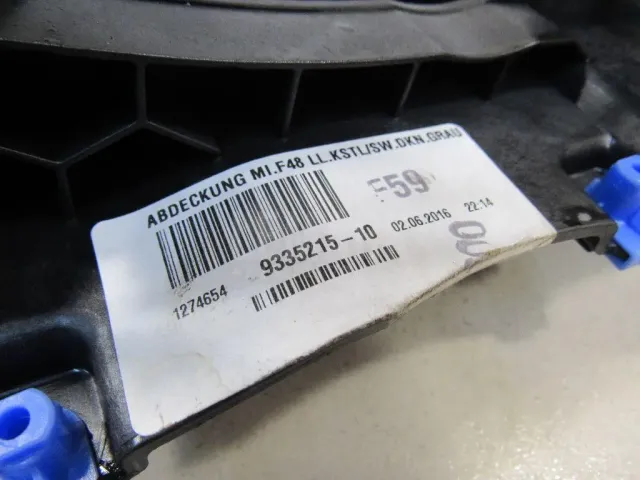 ABDECKUNG MI.F48 LL.KSTL/SW.DKN.GRAU
F59
9335215-10 02.06.2016 22:14
1274654